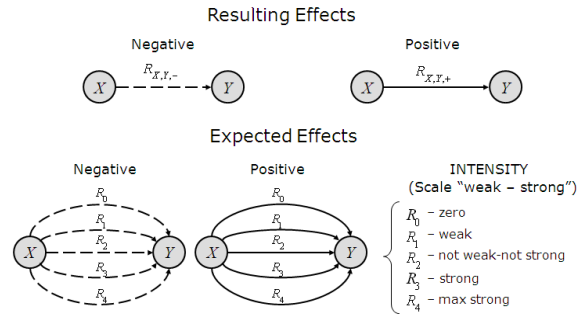 Resulting Effects
Negative
Positive
X
R_{X,Y,-}
Y
X
R_{X,Y,+}
Y
Expected Effects
Negative
Positive
INTENSITY
(Scale "weak – strong")
X
R_0
R_1
R_2
R_3
R_4
Y
X
R_0
R_1
R_2
R_3
R_4
Y
R_0 – zero
R_1 – weak
R_2 – not weak-not strong
R_3 – strong
R_4 – max strong